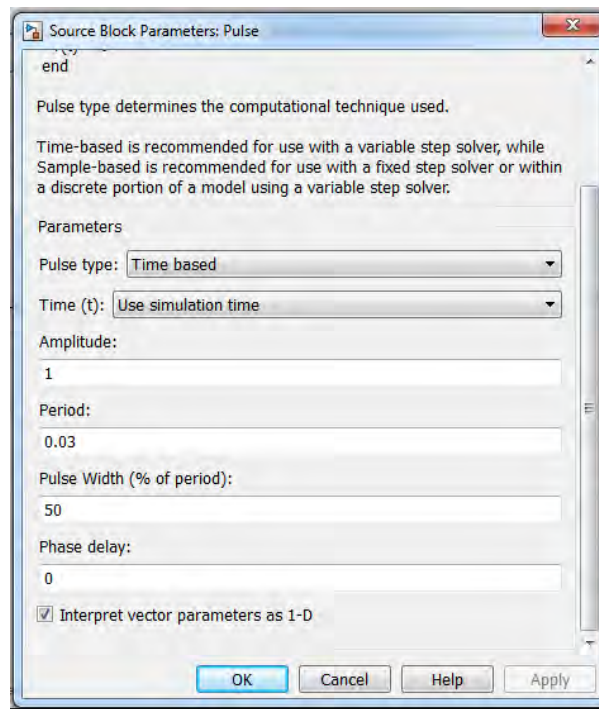 Source Block Parameters: Pulse
end
Pulse type determines the computational technique used.
Time-based is recommended for use with a variable step solver, while
Sample-based is recommended for use with a fixed step solver or within
a discrete portion of a model using a variable step solver.
Parameters
Pulse type: Time based
Time (t): Use simulation time
Amplitude:
1
Period:
0.03
Pulse Width (% of period):
50
Phase delay:
0
Interpret vector parameters as 1-D
OK Cancel Help Apply